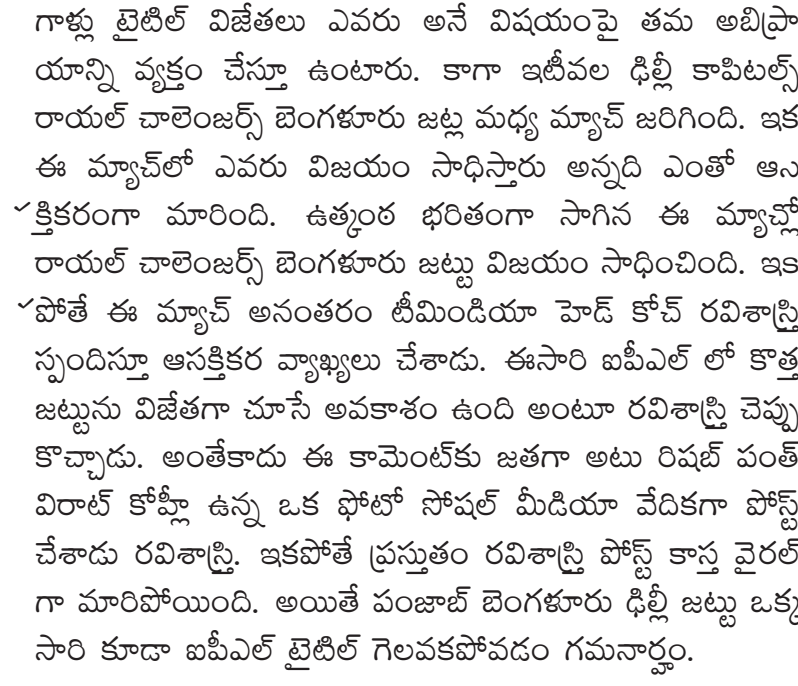 గాళ్లు టైటిల్ విజేతలు ఎవరు అనే విషయంపై తమ అభిప్రా
యాన్ని వ్యక్తం చేస్తూ ఉంటారు. కాగా ఇటీవల ఢిల్లీ కాపిటల్స్
రాయల్ చాలెంజర్స్ బెంగళూరు జట్ల మధ్య మ్యాచ్ జరిగింది. ఇక
ఈ మ్యాచ్‌లో ఎవరు విజయం సాధిస్తారు అన్నది ఎంతో ఆస
క్తికరంగా మారింది. ఉత్కంఠ భరితంగా సాగిన ఈ మ్యాచ్లో
రాయల్ చాలెంజర్స్ బెంగళూరు జట్టు విజయం సాధించింది. ఇక
పోతే ఈ మ్యాచ్ అనంతరం టీమిండియా హెడ్ కోచ్ రవిశాస్త్రి
స్పందిస్తూ ఆసక్తికర వ్యాఖ్యలు చేశాడు. ఈసారి ఐపీఎల్ లో కొత్త
జట్టును విజేతగా చూసే అవకాశం ఉంది అంటూ రవిశాస్త్రి చెప్పు
కొచ్చాడు. అంతేకాదు ఈ కామెంట్‌కు జతగా అటు రిషబ్ పంత్
విరాట్ కోహ్లీ ఉన్న ఒక ఫోటో సోషల్ మీడియా వేదికగా పోస్ట్
చేశాడు రవిశాస్త్రి. ఇకపోతే ప్రస్తుతం రవిశాస్త్రి పోస్ట్ కాస్త వైరల్
గా మారిపోయింది. అయితే పంజాబ్ బెంగళూరు ఢిల్లీ జట్టు ఒక్క
సారి కూడా ఐపీఎల్ టైటిల్ గెలవకపోవడం గమనార్హం.